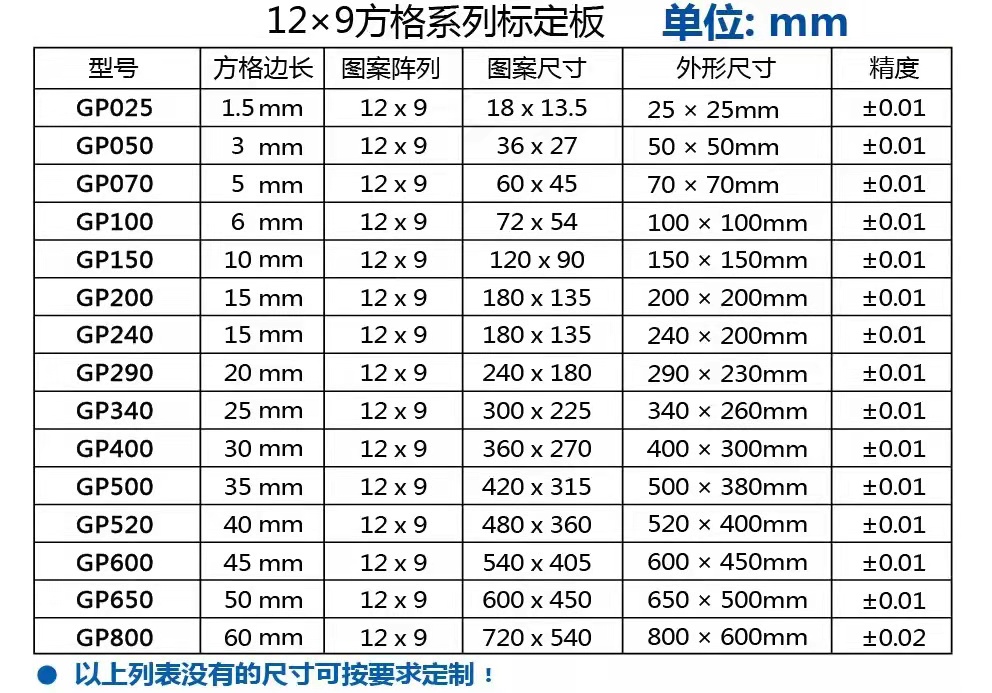 12×9方格系列标定板 单位: mm
型号 方格边长 图案阵列 图案尺寸 外形尺寸 精度
GP025 1.5 mm 12 x 9 18 x 13.5 25 × 25mm ±0.01
GP050 3 mm 12 x 9 36 x 27 50 × 50mm ±0.01
GP070 5 mm 12 x 9 60 x 45 70 × 70mm ±0.01
GP100 6 mm 12 x 9 72 x 54 100 × 100mm ±0.01
GP150 10 mm 12 x 9 120 x 90 150 × 150mm ±0.01
GP200 15 mm 12 x 9 180 x 135 200 × 200mm ±0.01
GP240 15 mm 12 x 9 180 x 135 240 × 200mm ±0.01
GP290 20 mm 12 x 9 240 x 180 290 × 230mm ±0.01
GP340 25 mm 12 x 9 300 x 225 340 × 260mm ±0.01
GP400 30 mm 12 x 9 360 x 270 400 × 300mm ±0.01
GP500 35 mm 12 x 9 420 x 315 500 × 380mm ±0.01
GP520 40 mm 12 x 9 480 x 360 520 × 400mm ±0.01
GP600 45 mm 12 x 9 540 x 405 600 × 450mm ±0.01
GP650 50 mm 12 x 9 600 x 450 650 × 500mm ±0.01
GP800 60 mm 12 x 9 720 x 540 800 × 600mm ±0.02
● 以上列表没有的尺寸可按要求定制！